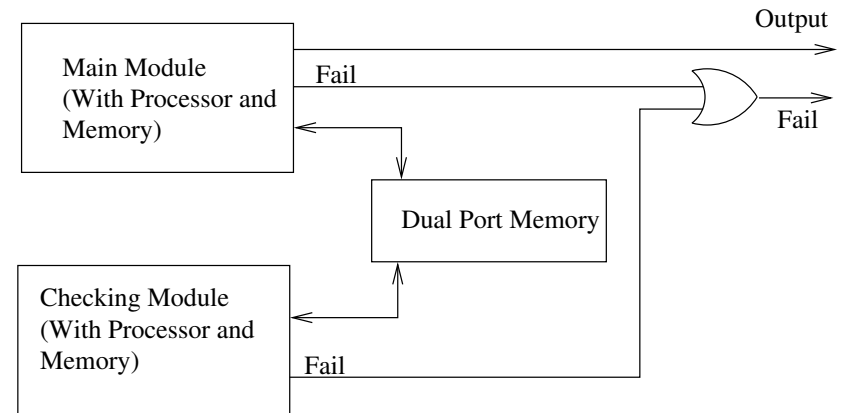 Output
Main Module
(With Processor and
Memory)
Fail
Fail
Dual Port Memory
Checking Module
(With Processor and
Memory)
Fail